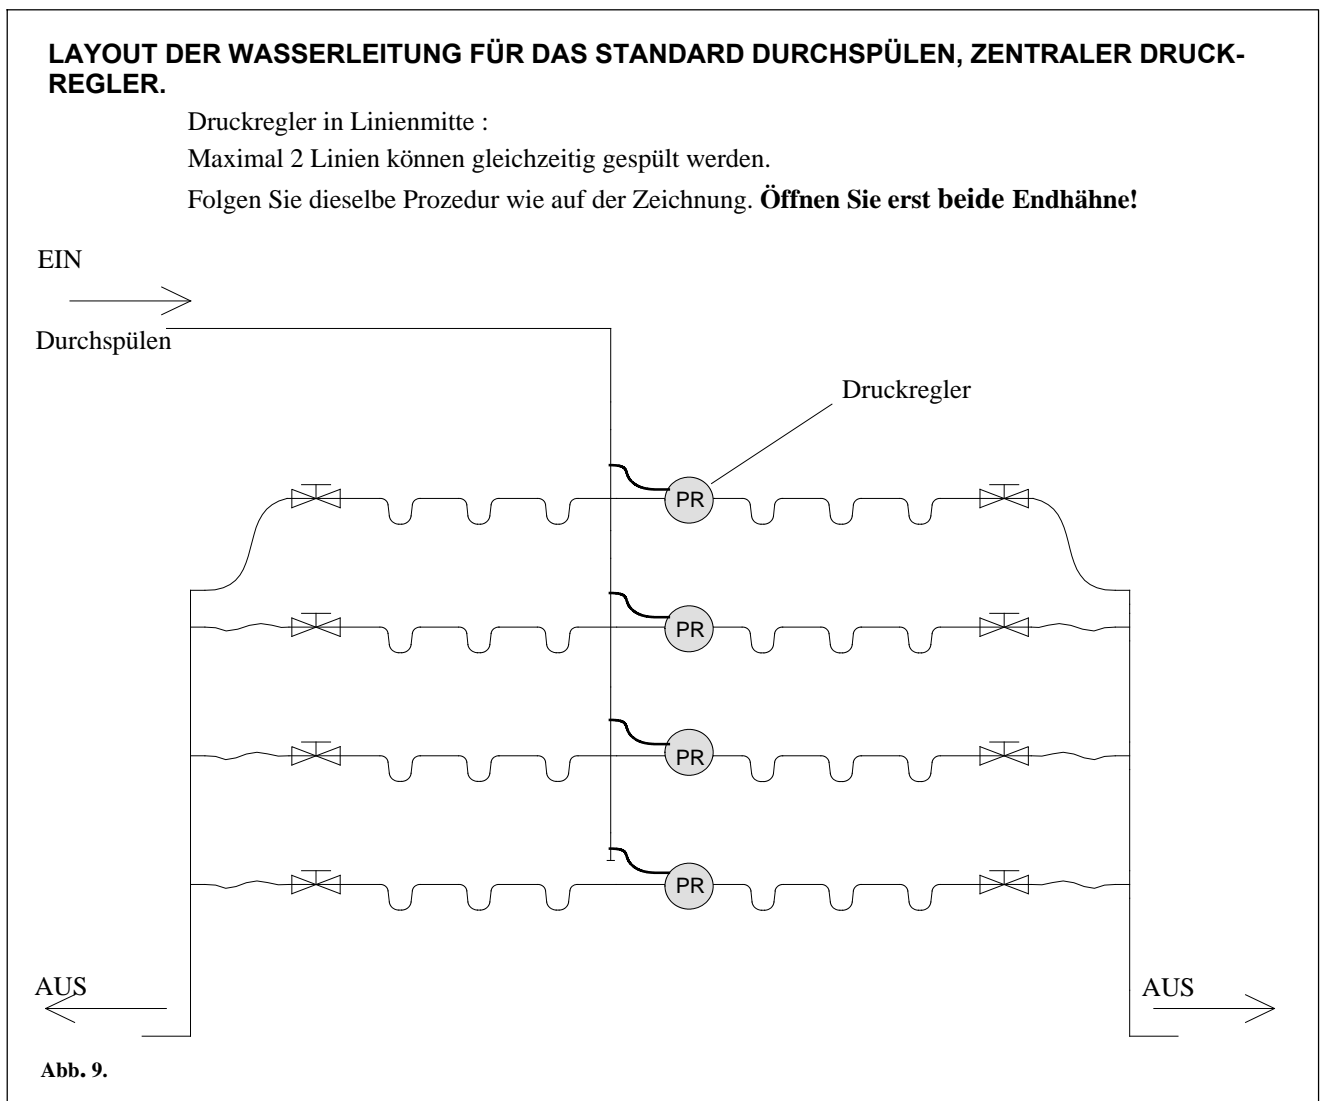 LAYOUT DER WASSERLEITUNG FÜR DAS STANDARD DURCHSPÜLEN, ZENTRALER DRUCK-
REGLER.
Druckregler in Linienmitte :
Maximal 2 Linien können gleichzeitig gespült werden.
Folgen Sie dieselbe Prozedur wie auf der Zeichnung. Öffnen Sie erst beide Endhähne!
EIN
Durchspülen
Druckregler
PR
PR
PR
PR
AUS
AUS
Abb. 9.